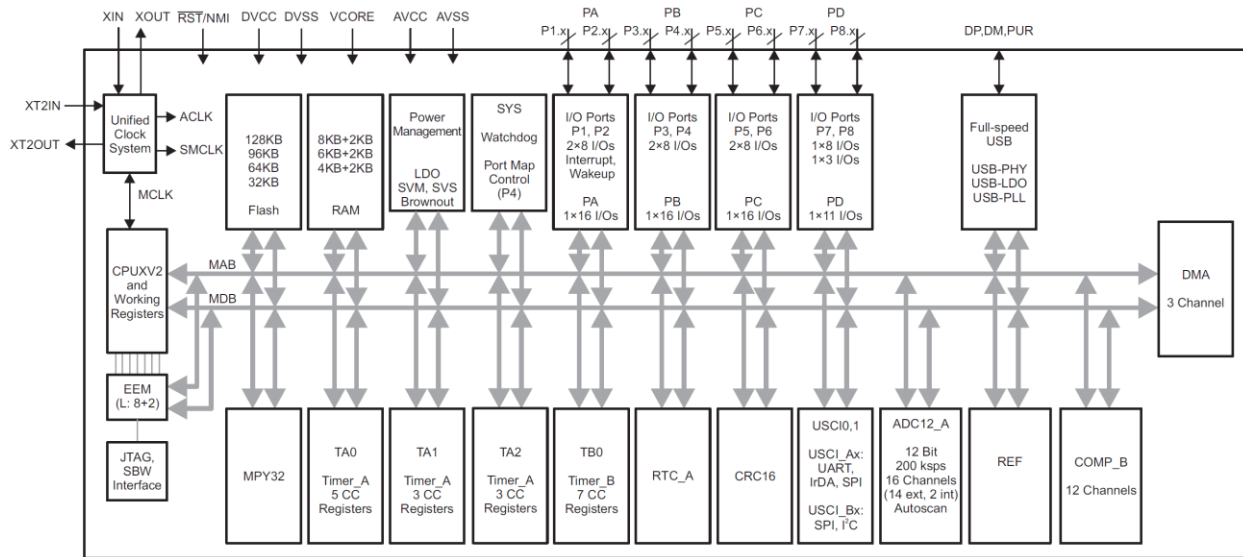 XIN
XOUT
RST/NMI
DVCC
DVSS
VCORE
AVCC
AVSS
PA
P1.x
P2.x
PB
P3.x
P4.x
PC
P5.x
P6.x
PD
P7.x
P8.x
DP,DM,PUR
XT2IN
XT2OUT
Unified
Clock
System
ACLK
SMCLK
MCLK
128KB
96KB
64KB
32KB
Flash
8KB+2KB
6KB+2KB
4KB+2KB
RAM
Power
Management
LDO
SVM, SVS
Brownout
SYS
Watchdog
Port Map
Control
(P4)
I/O Ports
P1, P2
2×8 I/Os
Interrupt,
Wakeup
PA
1×16 I/Os
I/O Ports
P3, P4
2×8 I/Os
PB
1×16 I/Os
I/O Ports
P5, P6
2×8 I/Os
PC
1×16 I/Os
I/O Ports
P7, P8
1×8 I/Os
1×3 I/Os
PD
1×11 I/Os
Full-speed
USB
USB-PHY
USB-LDO
USB-PLL
CPUXV2
and
Working
Registers
MAB
MDB
DMA
3 Channel
EEM
(L: 8+2)
JTAG,
SBW
Interface
MPY32
TA0
Timer_A
5 CC
Registers
TA1
Timer_A
3 CC
Registers
TA2
Timer_A
3 CC
Registers
TB0
Timer_B
7 CC
Registers
RTC_A
CRC16
USCI0,1
USCI_Ax:
UART,
IrDA, SPI
USCI_Bx:
SPI, I²C
ADC12_A
12 Bit
200 ksps
16 Channels
(14 ext, 2 int)
Autoscan
REF
COMP_B
12 Channels